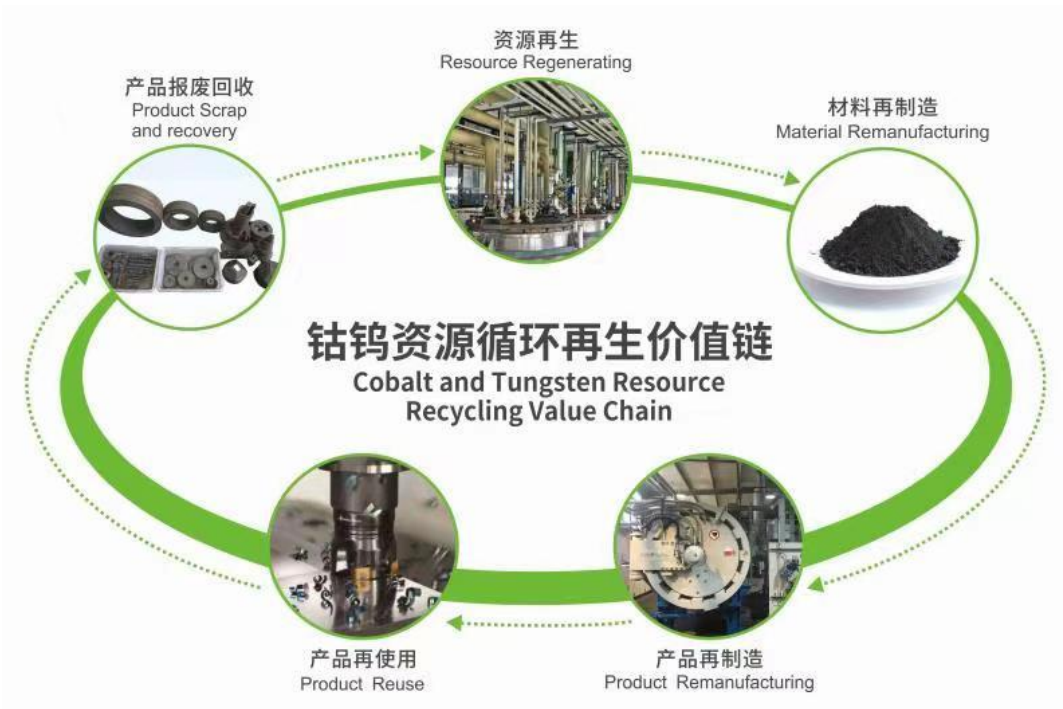 资源再生
Resource Regenerating
产品报废回收
Product Scrap
and recovery
材料再制造
Material Remanufacturing
钴钨资源循环再生价值链
Cobalt and Tungsten Resource
Recycling Value Chain
产品再使用
Product Reuse
产品再制造
Product Remanufacturing